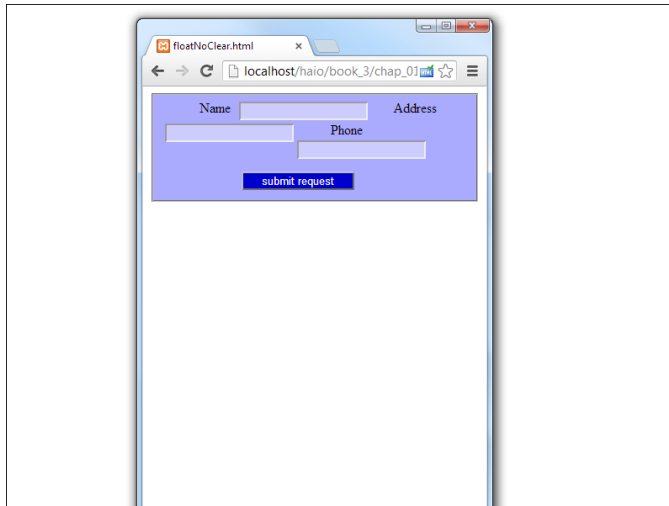 floatNoClear.html
localhost/haio/book_3/chap_01
Name Address
Phone
submit request